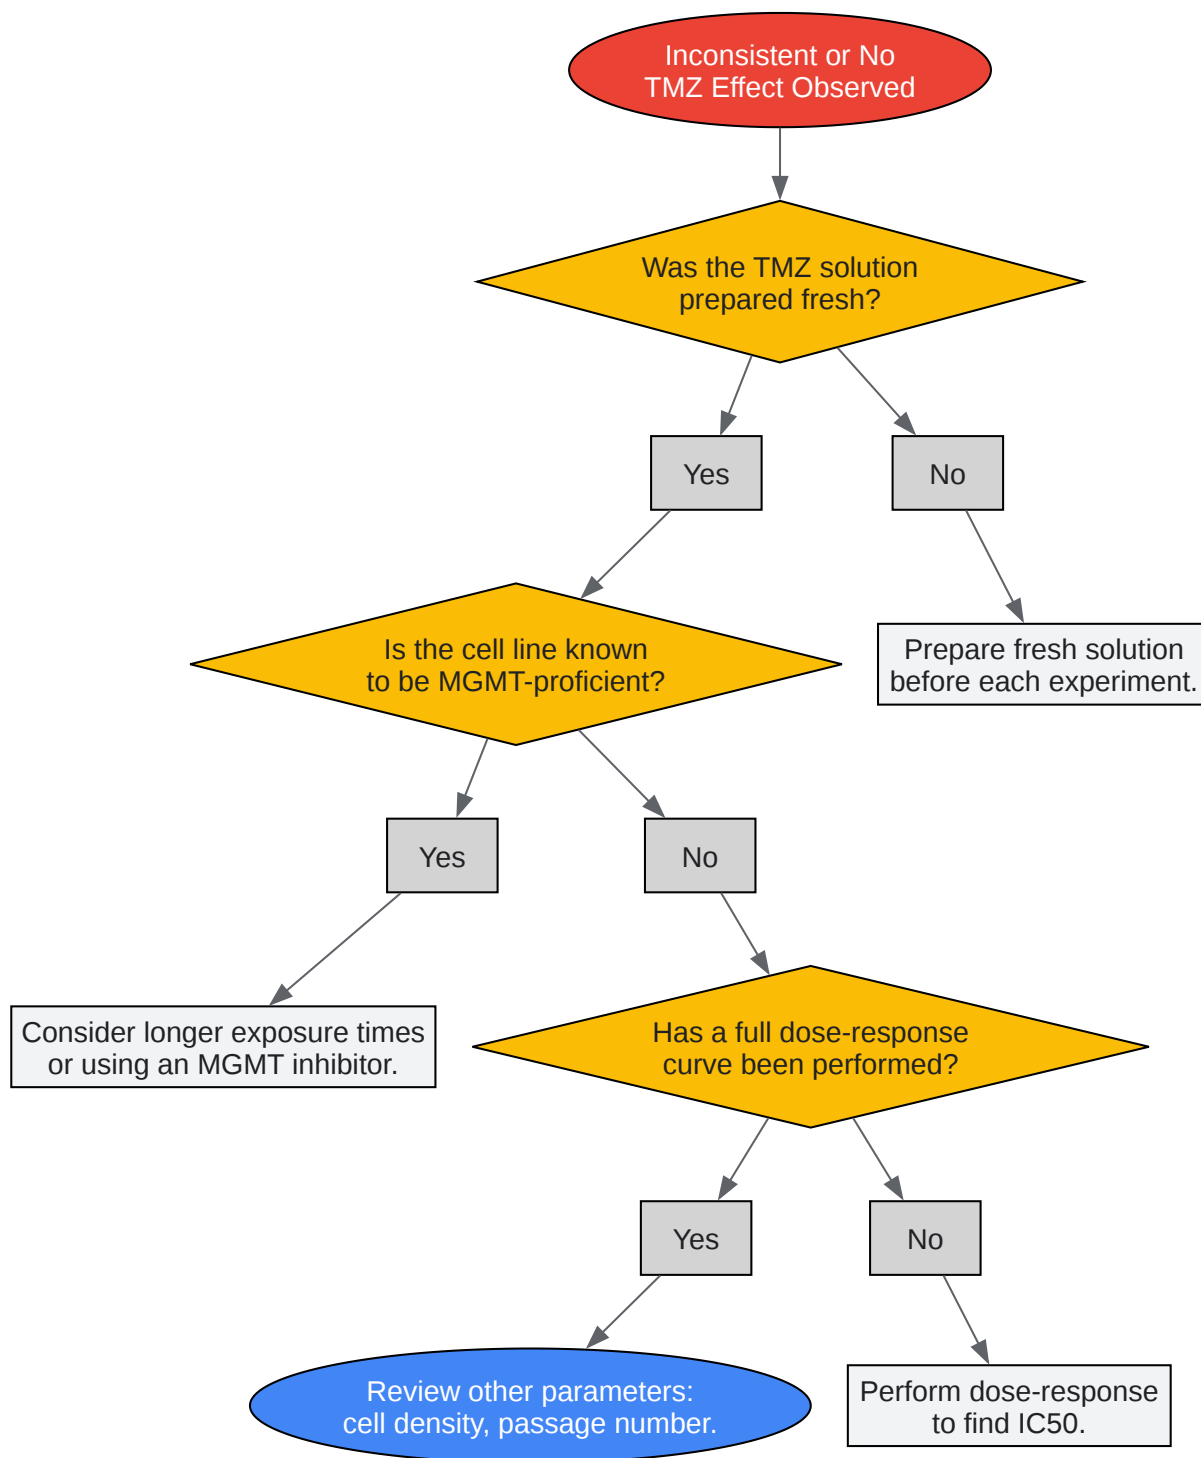 Inconsistent or No
TMZ Effect Observed
Was the TMZ solution
prepared fresh?
Yes
No
Is the cell line known
to be MGMT-proficient?
Prepare fresh solution
before each experiment.
Yes
No
Consider longer exposure times
or using an MGMT inhibitor.
Has a full dose-response
curve been performed?
Yes
No
Review other parameters:
cell density, passage number.
Perform dose-response
to find IC50.